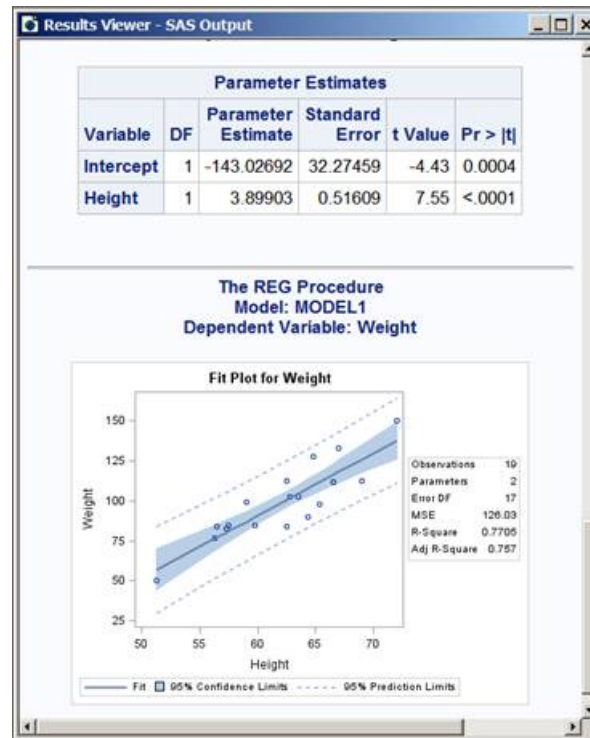 Results Viewer - SAS Output
Parameter Estimates
Variable DF Parameter Estimate Standard Error t Value Pr > |t|
Intercept 1 -143.02692 32.27459 -4.43 0.0004
Height 1 3.89903 0.51609 7.55 <.0001
The REG Procedure
Model: MODEL1
Dependent Variable: Weight
Fit Plot for Weight
150
125
100
75
50
25
Weight
50 55 60 65 70
Height
Observations 19
Parameters 2
Error DF 17
MSE 126.03
R-Square 0.7705
Adj R-Square 0.757
Fit 95% Confidence Limits 95% Prediction Limits